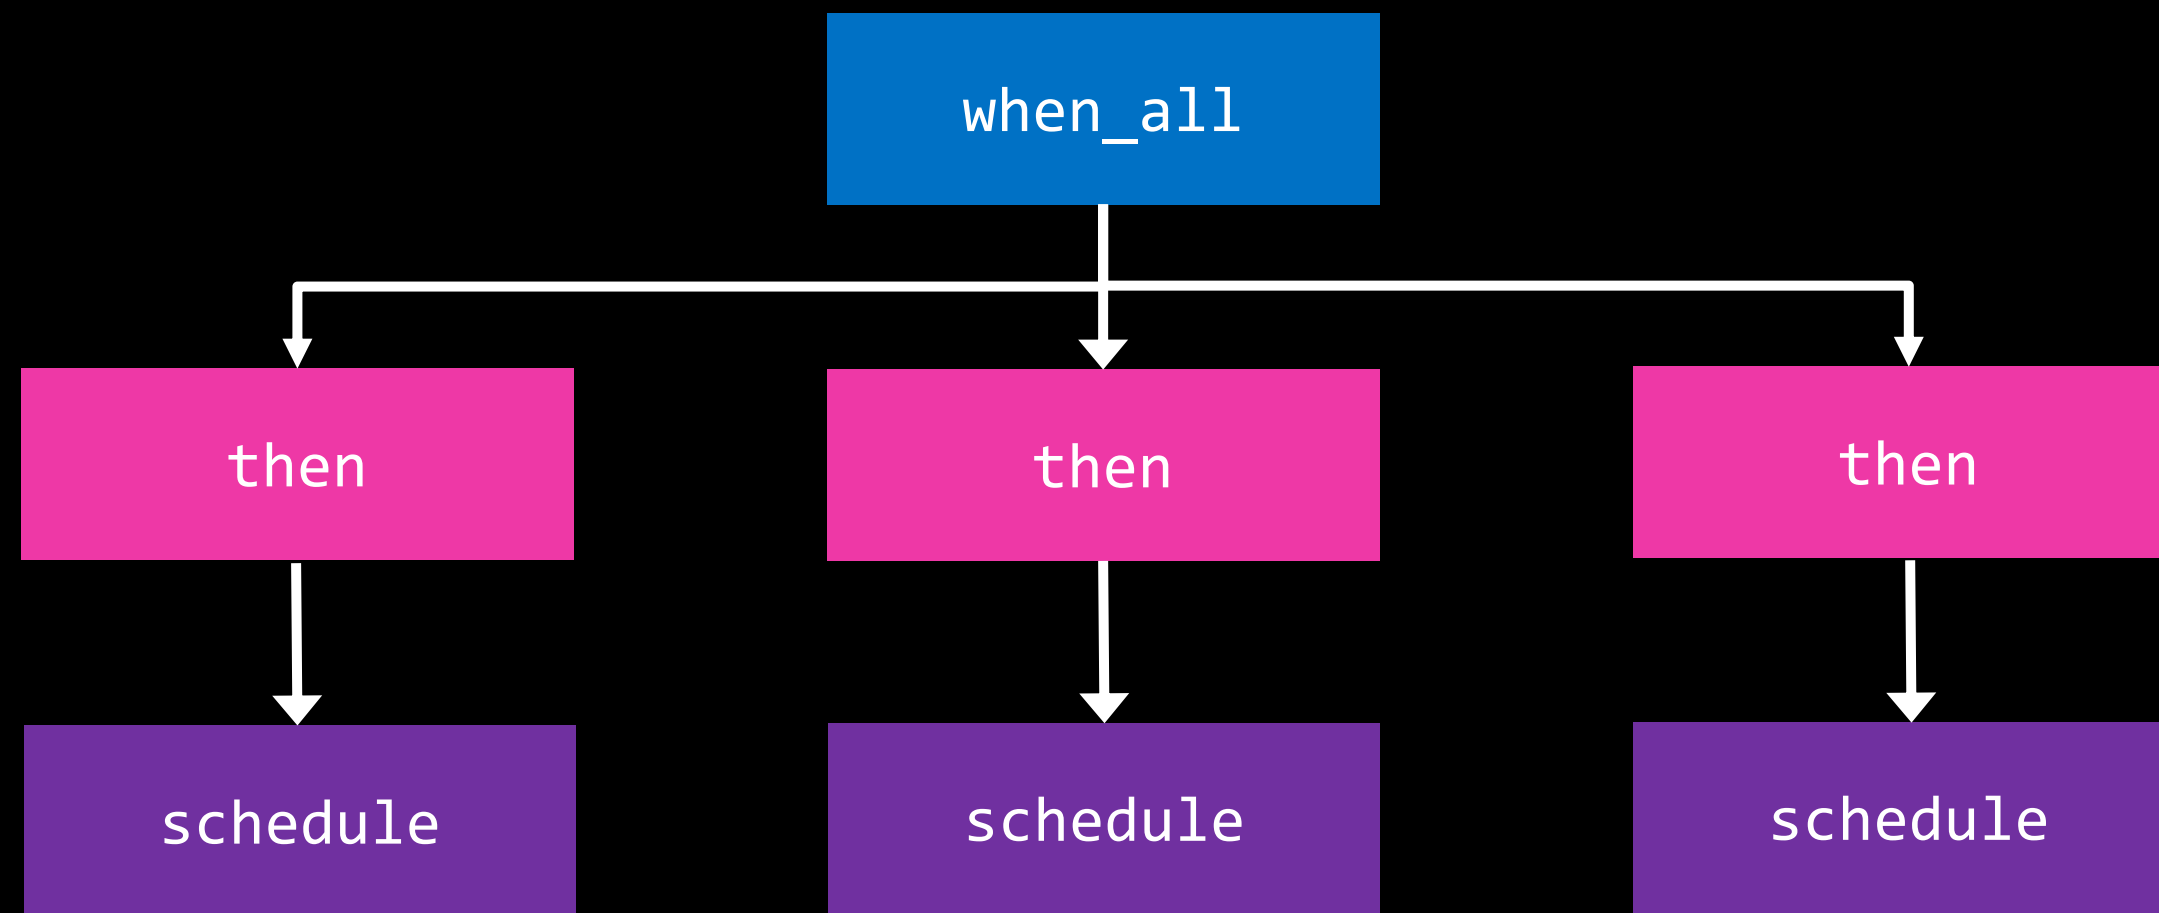 when_all
then
then
then
schedule
schedule
schedule